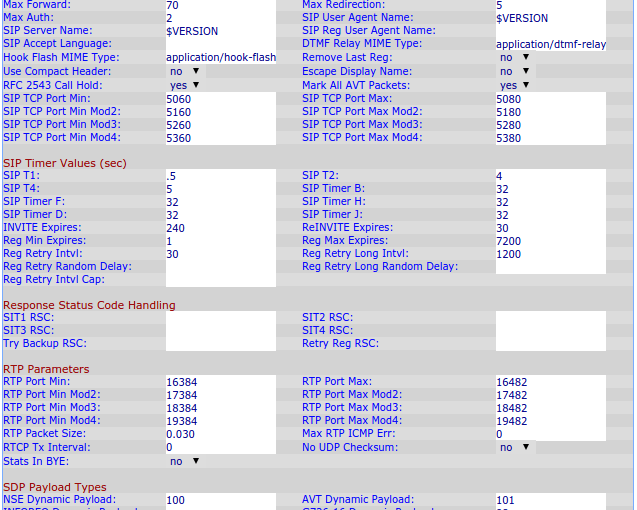 Max Forward: 70 Max Redirection: 5
Max Auth: 2 SIP User Agent Name: $VERSION
SIP Server Name: $VERSION SIP Reg User Agent Name:
SIP Accept Language: DTMF Relay MIME Type: application/dtmf-relay
Hook Flash MIME Type: application/hook-flash Remove Last Reg: no
Use Compact Header: no Escape Display Name: no
RFC 2543 Call Hold: yes Mark All AVT Packets: yes
SIP TCP Port Min: 5060 SIP TCP Port Max: 5080
SIP TCP Port Min Mod2: 5160 SIP TCP Port Max Mod2: 5180
SIP TCP Port Min Mod3: 5260 SIP TCP Port Max Mod3: 5280
SIP TCP Port Min Mod4: 5360 SIP TCP Port Max Mod4: 5380
SIP Timer Values (sec)
SIP T1: .5 SIP T2: 4
SIP T4: 5 SIP Timer B: 32
SIP Timer F: 32 SIP Timer H: 32
SIP Timer D: 32 SIP Timer J: 32
INVITE Expires: 240 ReINVITE Expires: 30
Reg Min Expires: 1 Reg Max Expires: 7200
Reg Retry Intvl: 30 Reg Retry Long Intvl: 1200
Reg Retry Random Delay: Reg Retry Long Random Delay:
Reg Retry Intvl Cap:
Response Status Code Handling
SIT1 RSC: SIT2 RSC:
SIT3 RSC: SIT4 RSC:
Try Backup RSC: Retry Reg RSC:
RTP Parameters
RTP Port Min: 16384 RTP Port Max: 16482
RTP Port Min Mod2: 17384 RTP Port Max Mod2: 17482
RTP Port Min Mod3: 18384 RTP Port Max Mod3: 18482
RTP Port Min Mod4: 19384 RTP Port Max Mod4: 19482
RTP Packet Size: 0.030 Max RTP ICMP Err: 0
RTCP Tx Interval: 0 No UDP Checksum: no
Stats In BYE: no
SDP Payload Types
NSE Dynamic Payload: 100 AVT Dynamic Payload: 101